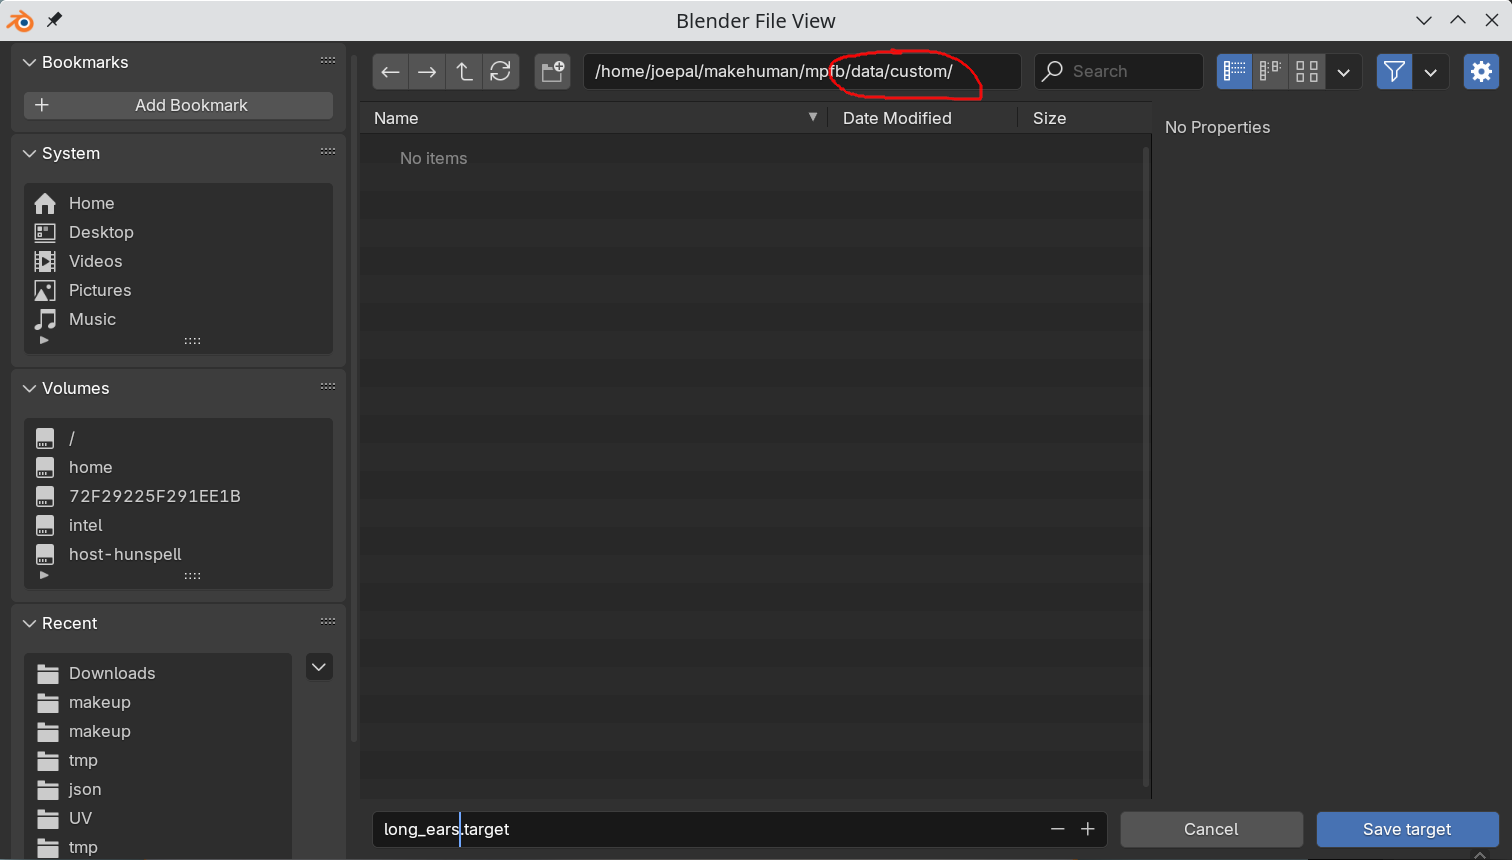 Blender File View
Bookmarks
Add Bookmark
System
Home
Desktop
Videos
Pictures
Music
Volumes
/
home
72F29225F291EE1B
intel
host-hunspell
Recent
Downloads
makeup
makeup
tmp
json
UV
tmp
/home/joepal/makehuman/mpfb/data/custom/
Search
Name Date Modified Size
No items
No Properties
long_ears.target
Cancel
Save target